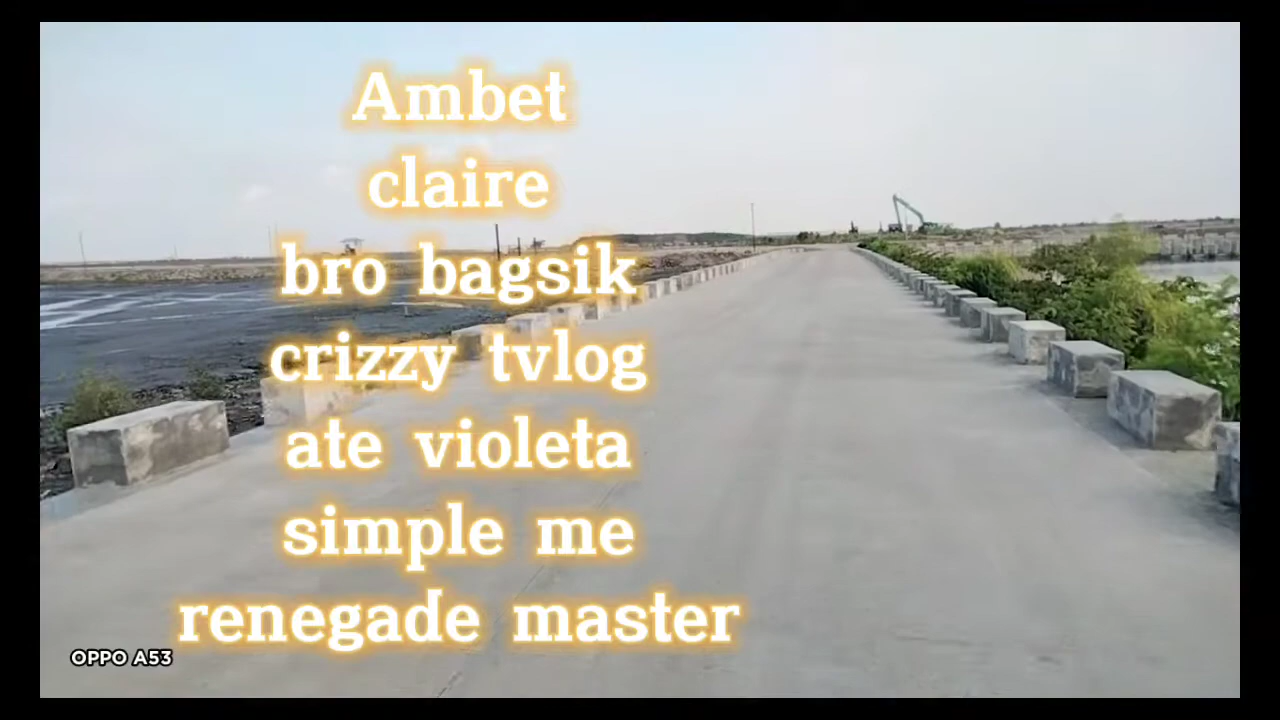 Ambet
claire
bro bagsik
crizzy tvlog
ate violeta
simple me
renegade master
OPPO A53